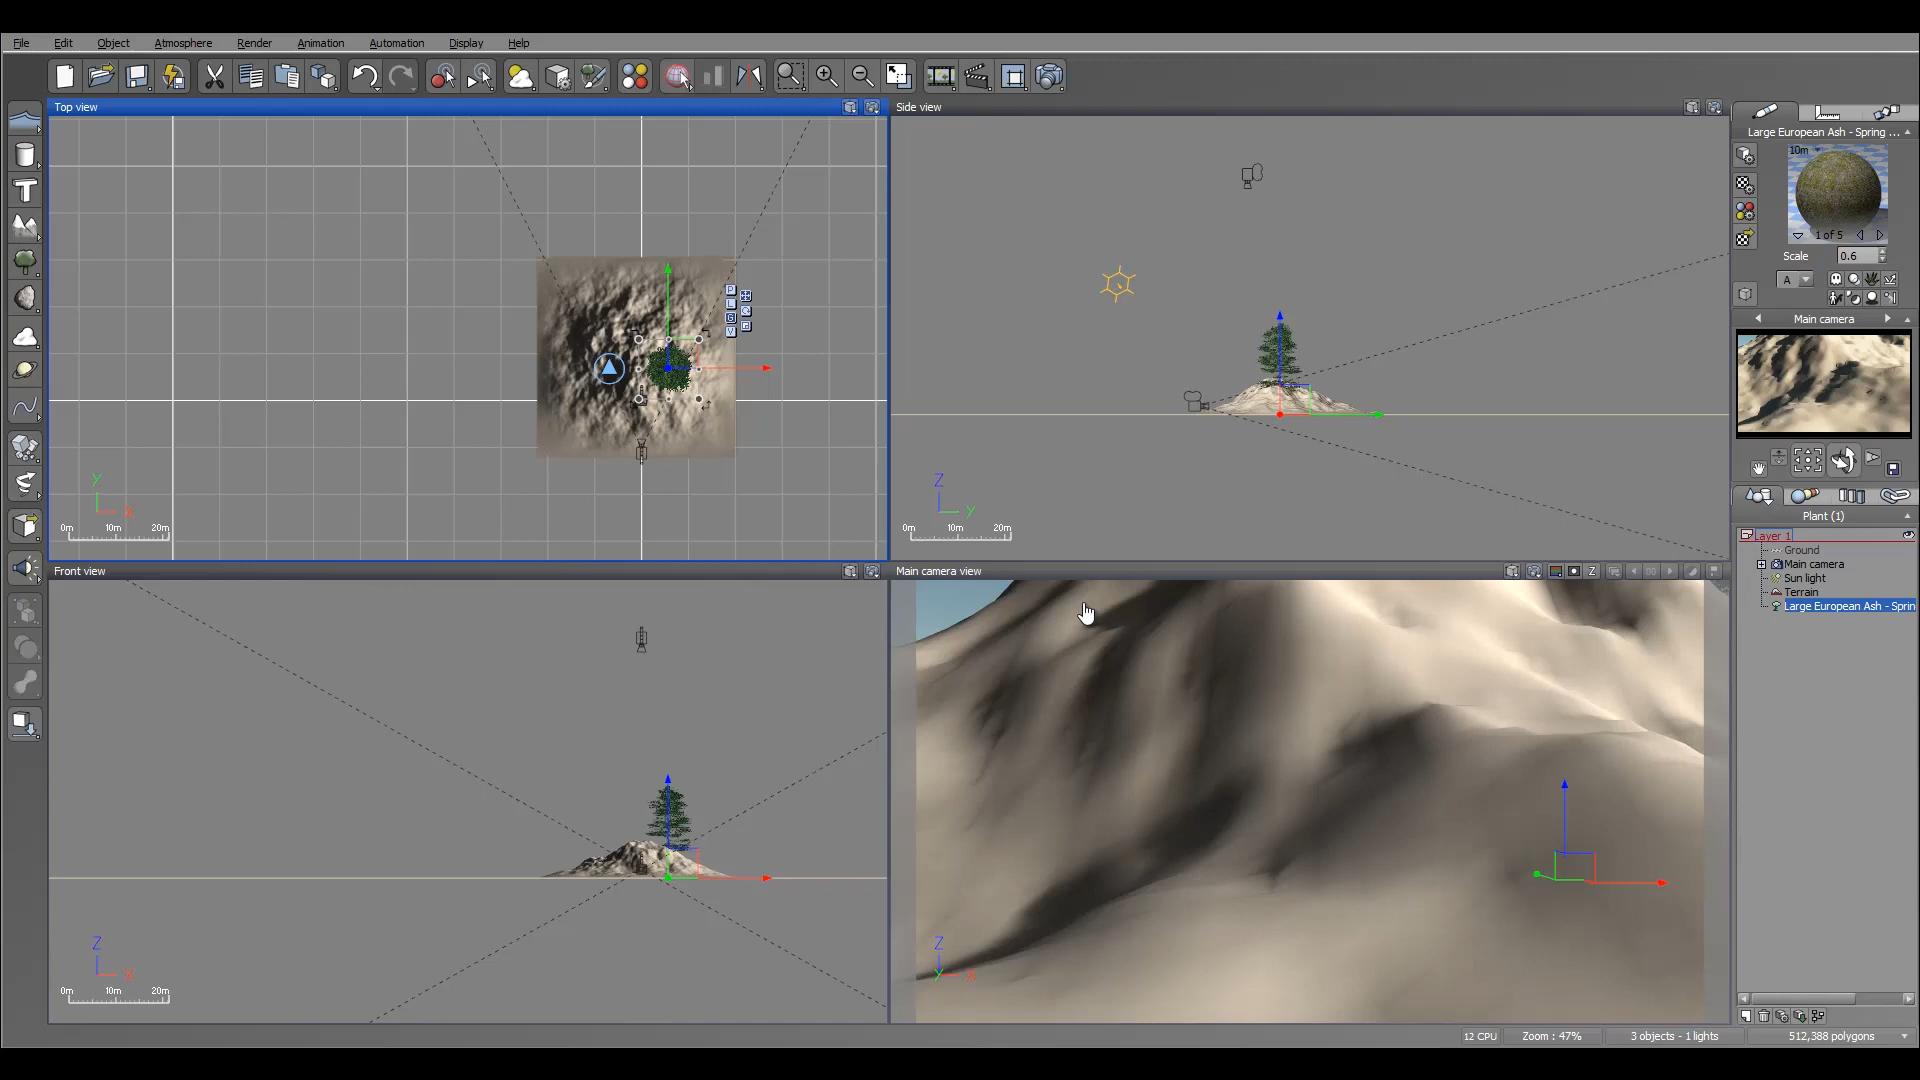 File Edit Object Atmosphere Render Animation Automation Display Help
Top view
Side view
Large European Ash - Spring ...
10m
1 of 5
Scale 0.6
A
Main camera
P
L
G
V
Y
X
0m 10m 20m
Z
Y
0m 10m 20m
Plant (1)
Layer 1
Ground
Main camera
Sun light
Terrain
Large European Ash - Sprin
Front view
Main camera view
Z
Z
X
0m 10m 20m
Z
Y
X
12 CPU Zoom : 47% 3 objects - 1 lights 512,388 polygons